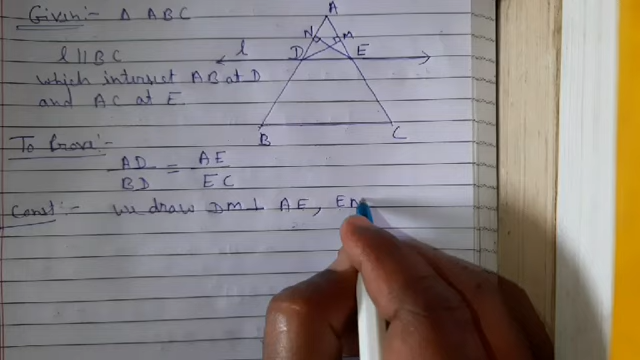 Givin:- Δ ABC
l || BC
which intersect AB at D
and AC at E.
A
N
M
l
D
E
B
C
To Prove:-
AD/BD = AE/EC
Const:- we draw DM ⊥ AE, EN